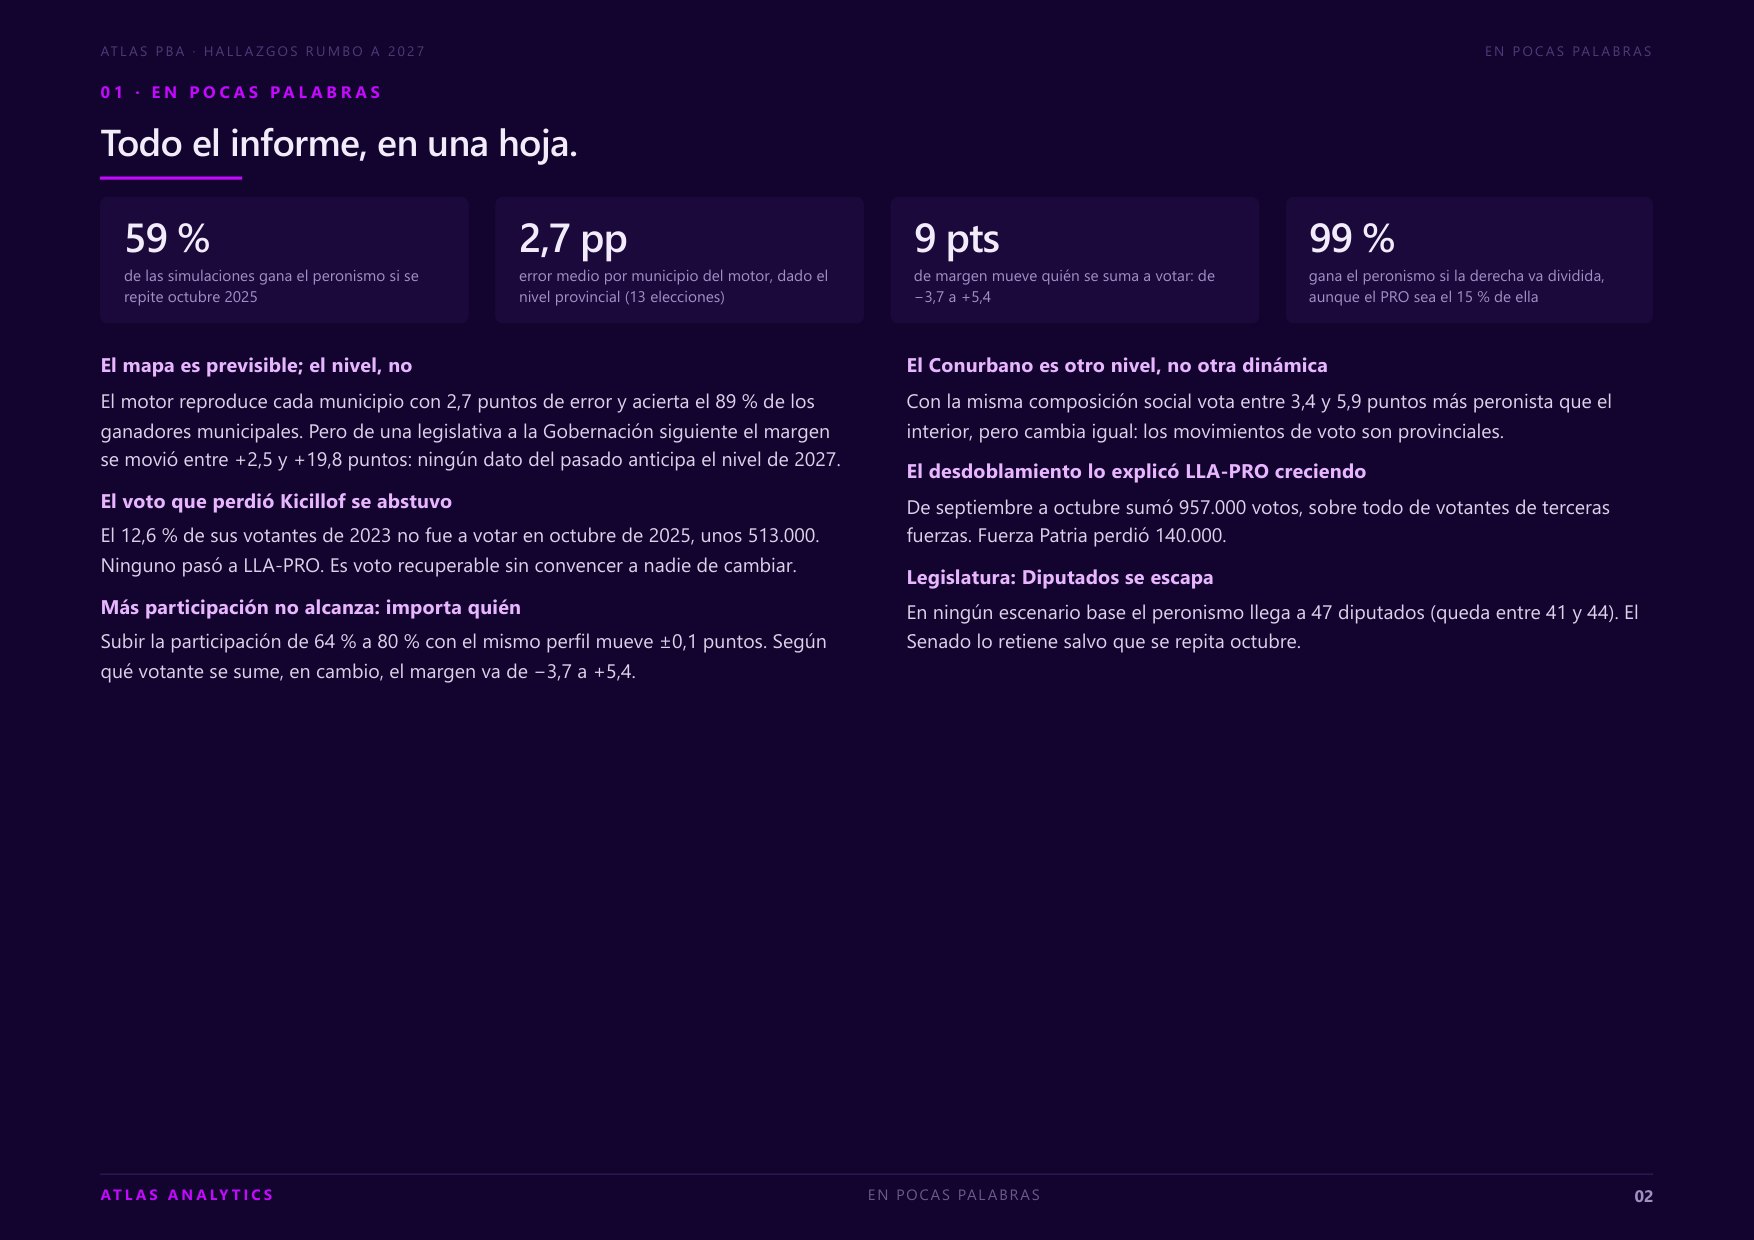 ATLAS PBA · HALLAZGOS RUMBO A 2027
EN POCAS PALABRAS
01 · EN POCAS PALABRAS
Todo el informe, en una hoja.
59 %
de las simulaciones gana el peronismo si se
repite octubre 2025
2,7 pp
error medio por municipio del motor, dado el
nivel provincial (13 elecciones)
9 pts
de margen mueve quién se suma a votar: de
−3,7 a +5,4
99 %
gana el peronismo si la derecha va dividida,
aunque el PRO sea el 15 % de ella
El mapa es previsible; el nivel, no
El motor reproduce cada municipio con 2,7 puntos de error y acierta el 89 % de los
ganadores municipales. Pero de una legislativa a la Gobernación siguiente el margen
se movió entre +2,5 y +19,8 puntos: ningún dato del pasado anticipa el nivel de 2027.
El voto que perdió Kicillof se abstuvo
El 12,6 % de sus votantes de 2023 no fue a votar en octubre de 2025, unos 513.000.
Ninguno pasó a LLA-PRO. Es voto recuperable sin convencer a nadie de cambiar.
Más participación no alcanza: importa quién
Subir la participación de 64 % a 80 % con el mismo perfil mueve ±0,1 puntos. Según
qué votante se sume, en cambio, el margen va de −3,7 a +5,4.
El Conurbano es otro nivel, no otra dinámica
Con la misma composición social vota entre 3,4 y 5,9 puntos más peronista que el
interior, pero cambia igual: los movimientos de voto son provinciales.
El desdoblamiento lo explicó LLA-PRO creciendo
De septiembre a octubre sumó 957.000 votos, sobre todo de votantes de terceras
fuerzas. Fuerza Patria perdió 140.000.
Legislatura: Diputados se escapa
En ningún escenario base el peronismo llega a 47 diputados (queda entre 41 y 44). El
Senado lo retiene salvo que se repita octubre.
ATLAS ANALYTICS
EN POCAS PALABRAS
02